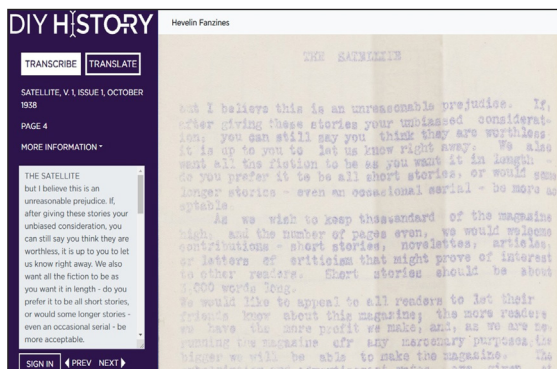 DIY HISTORY
Hevelin Fanzines
TRANSCRIBE
TRANSLATE
SATELLITE, V. 1, ISSUE 1, OCTOBER
1938
PAGE 4
MORE INFORMATION
THE SATELLITE
but I believe this is an
unreasonable prejudice. If,
after giving these stories your
unbiased consideration, you
can still say you think they are
worthless, it is up to you to let
us know right away. We also
want all the fiction to be as
you want it in length - do you
prefer it to be all short stories,
or would some longer stories -
even an occasional serial - be
more acceptable.
SIGN IN
PREV
NEXT
THE SATELLITE
but I believe this is an unreasonable prejudice. If,
after giving these stories your unbiassed considerat-
ion, you can still say you think they are worthless
it is up to you to let us know right away. We also
want all the fiction to be as you want it in length -
do you prefer it to be all short stories, or would some
longer stories - even an occasional serial - be more ac
eptable.
As we wish to keep the standard of the magazine
high, and the number of pages even, we would welcome
contributions - short stories, novelettes, articles,
or letters of criticism that might prove of interest
to other readers. Short stories should be about
000 words long.
We would like to appeal to all readers to let their
friends know about this magazine; the more readers
we have the more profit we make, and, as we are not
running the magazine ofr any mercenary purposes, the
bigger we will be able to make the magazine. The